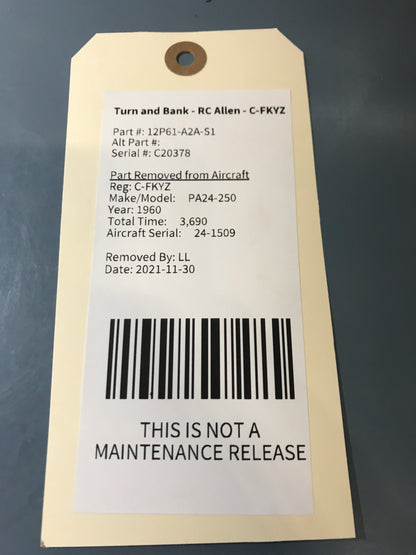 Turn and Bank - RC Allen - C-FKYZ
Part #: 12P61-A2A-S1
Alt Part #:
Serial #: C20378
Part Removed from Aircraft
Reg: C-FKYZ
Make/Model: PA24-250
Year: 1960
Total Time: 3,690
Aircraft Serial: 24-1509
Removed By: LL
Date: 2021-11-30
THIS IS NOT A
MAINTENANCE RELEASE